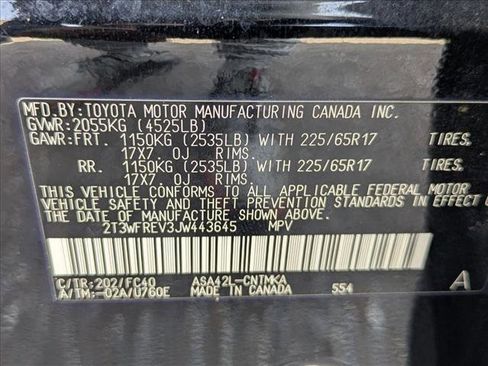 MFD.BY:TOYOTA MOTOR MANUFACTURING CANADA INC.
GVWR:2055KG (4525LB)
GAWR:FRT. 1150KG (2535LB) WITH 225/65R17 TIRES,
17X7. 0J RIMS.
RR. 1150KG (2535LB) WITH 225/65R17 TIRES,
17X7. 0J RIMS.
THIS VEHICLE CONFORMS TO ALL APPLICABLE FEDERAL MOTOR
VEHICLE SAFETY AND THEFT PREVENTION STANDARDS IN EFFECT
ON THE DATE OF MANUFACTURE SHOWN ABOVE.
2T3WFREV3JW443645 MPV
C/TR:202/FC40 ASA42L-CNTMKA A
A/TM:-02A/U760E MADE IN CANADA 554